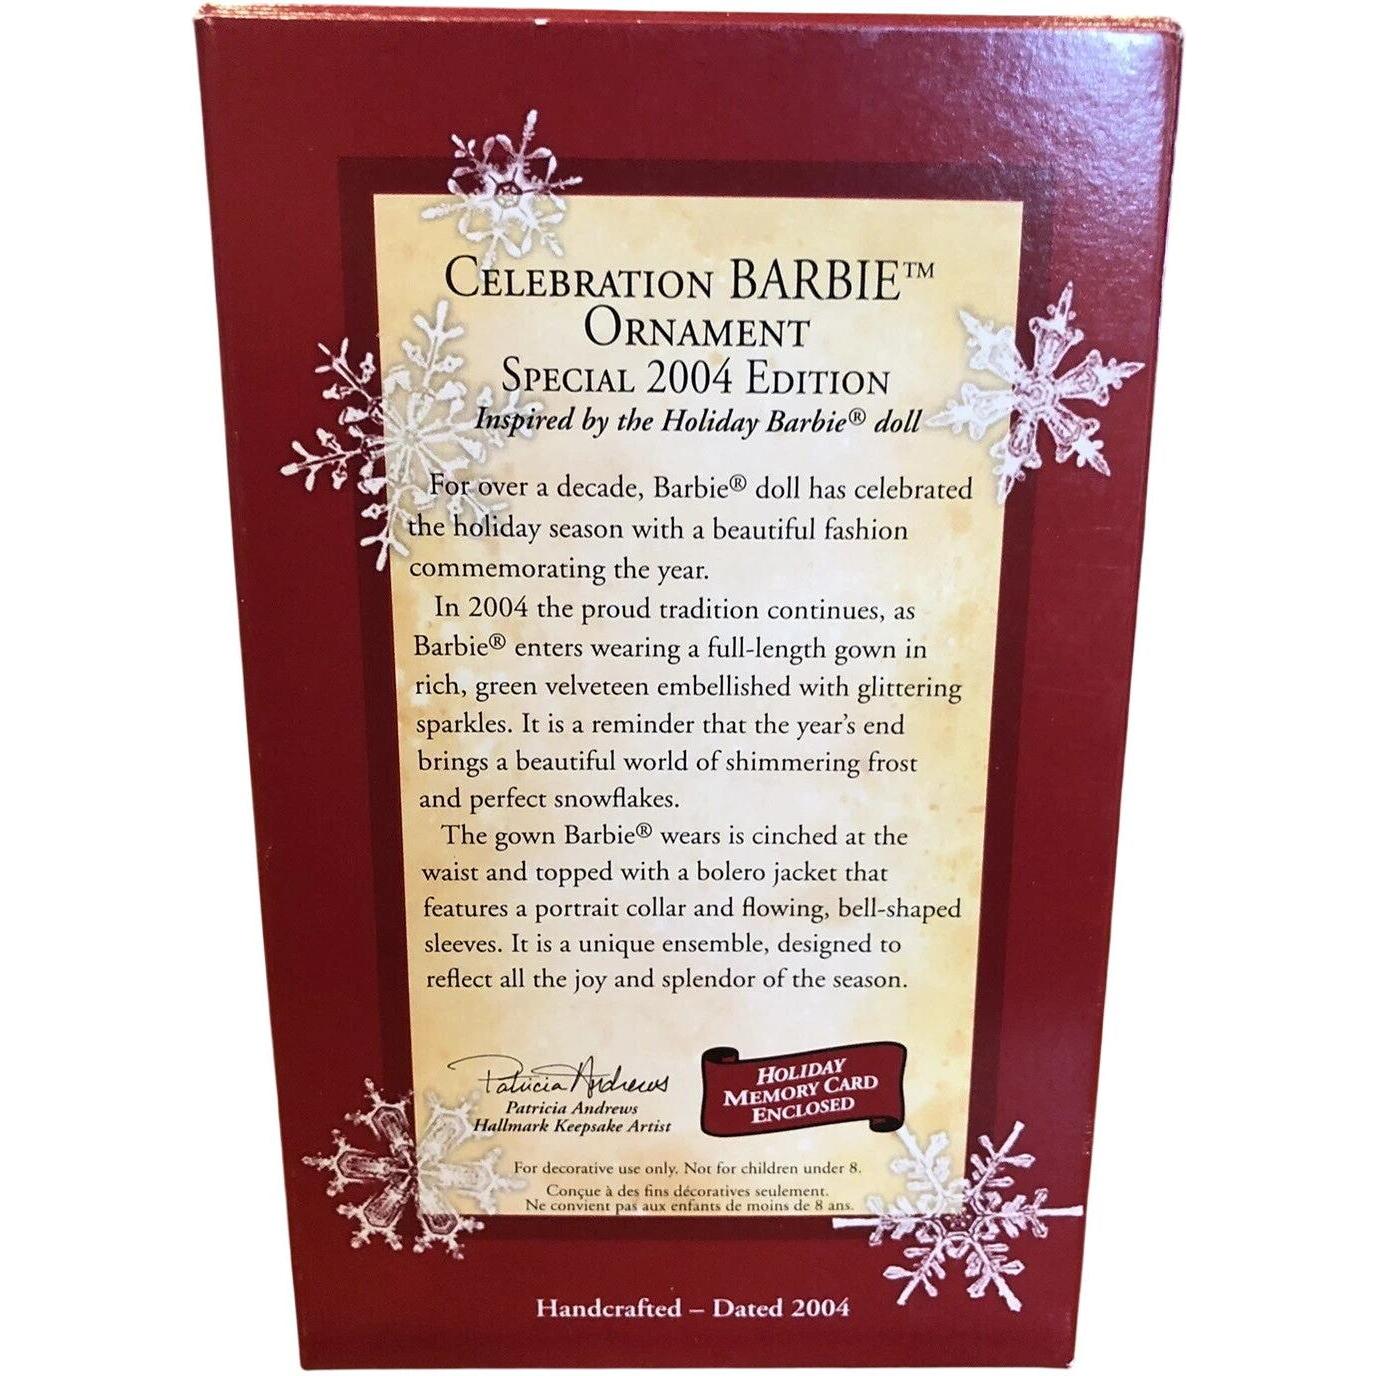 CELEBRATION BARBIE™
ORNAMENT
SPECIAL 2004 EDITION
Inspired by the Holiday Barbie® doll
For over a decade, Barbie® doll has celebrated
the holiday season with a beautiful fashion
commemorating the year.
In 2004 the proud tradition continues, as
Barbie® enters wearing a full-length gown in
rich, green velveteen embellished with glittering
sparkles. It is a reminder that the year's end
brings a beautiful world of shimmering frost
and perfect snowflakes.
The gown Barbie® wears is cinched at the
waist and topped with a bolero jacket that
features a portrait collar and flowing, bell-shaped
sleeves. It is a unique ensemble, designed to
reflect all the joy and splendor of the season.
Patricia Andrews
Patricia Andrews
Hallmark Keepsake Artist
HOLIDAY
MEMORY CARD
ENCLOSED
For decorative use only. Not for children under 8.
Conçue à des fins décoratives seulement.
Ne convient pas aux enfants de moins de 8 ans.
Handcrafted – Dated 2004